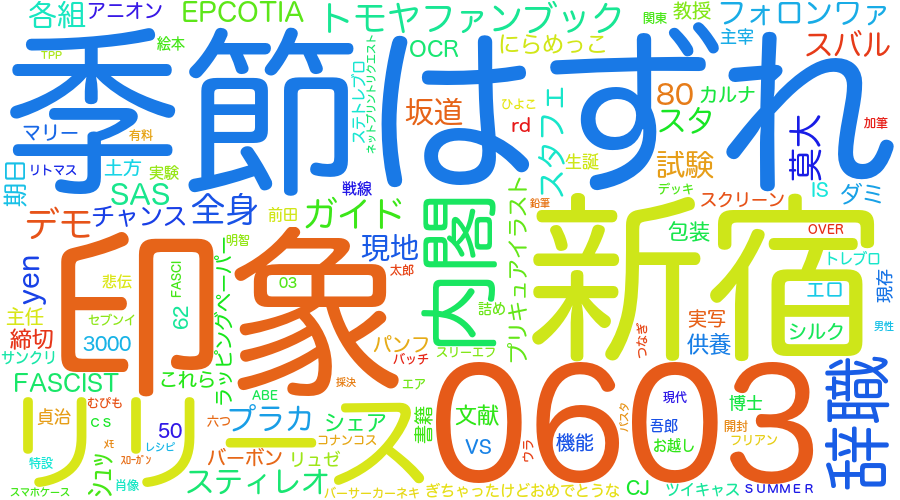 各組
アニオン
EPCOTIA
トモヤファンブック
関東
教授
フォロンワァ
TPP
絵本
OCR
にらめっこ
主宰
スバル
季節はずれ
ステトレブロ
ネットプリントリクエスト
坂道
ひよこ
80
カルナ
rd
スタ
マリー
有料
加筆
莫大
スタフェ
生誕
試験
期日
リトマス
土方
実験
SAS
戦線
デッキ
IS
ダミ
デモ
チャンス
全身
前田
ガイド
内閣
鉛筆
スクリーン
新宿
包装
OVER
明智
現地
プリキュアイラスト
トレブロ
yen
悲伝
FASCI
ラッピングペーパー
03
太郎
エロ
現存
印象
主任
セブンイ
62
詰め
実写
シルク
男性
締切
3000
パンフ
バッチ
スリーエフ
つなぎ
供養
サンクリ
FASCIST
これら
採決
エア
ABE
0603
辞職
リリース
むびも
貞治
CS
50
六つ
プラカ
シェア
書籍
文献
現代
博士
メモ
レシピ
コナンコス
VS
ウラ
機能
パスタ
吾郎
開封
特設
シュッ
スローガン
バーボン
リュゼ
お越し
フリアン
スマホケース
肖像
スティレオ
バーサーカーネキ
ぎちゃったけどおめでとうな
CJ
ツイキャス
SUMMER